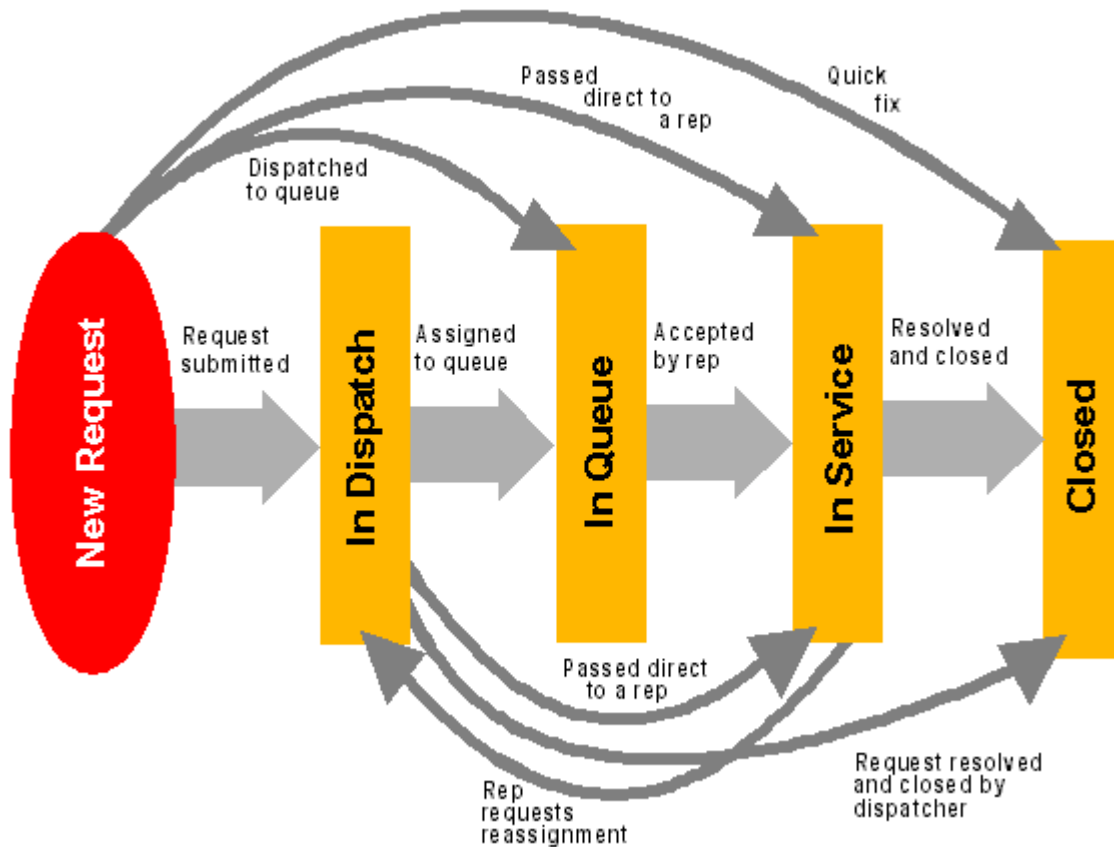 Passed
direct to
a rep
Quick
fix
Dispatched
to queue
New Request
Request
submitted
In Dispatch
Assigned
to queue
In Queue
Accepted
by rep
In Service
Resolved
and closed
Closed
Passed direct
to a rep
Rep
requests
reassignment
Request resolved
and closed by
dispatcher